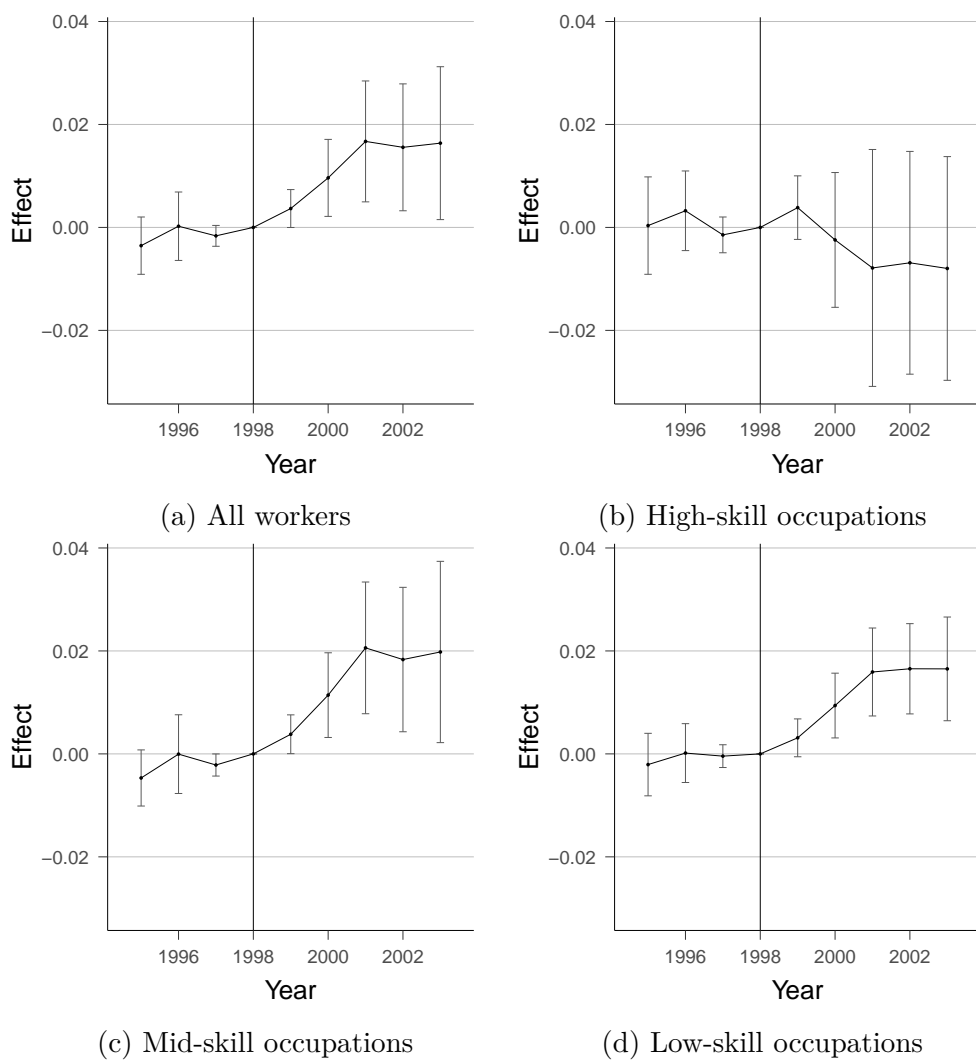 0.04
0.02
0.00
−0.02
Effect
1996 1998 2000 2002
Year
(a) All workers
0.04
0.02
0.00
−0.02
Effect
1996 1998 2000 2002
Year
(b) High-skill occupations
0.04
0.02
0.00
−0.02
Effect
1996 1998 2000 2002
Year
(c) Mid-skill occupations
0.04
0.02
0.00
−0.02
Effect
1996 1998 2000 2002
Year
(d) Low-skill occupations